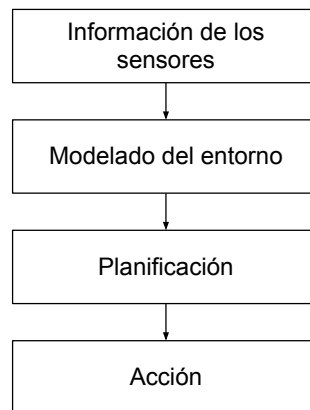 Información de los
sensores
Modelado del entorno
Planificación
Acción